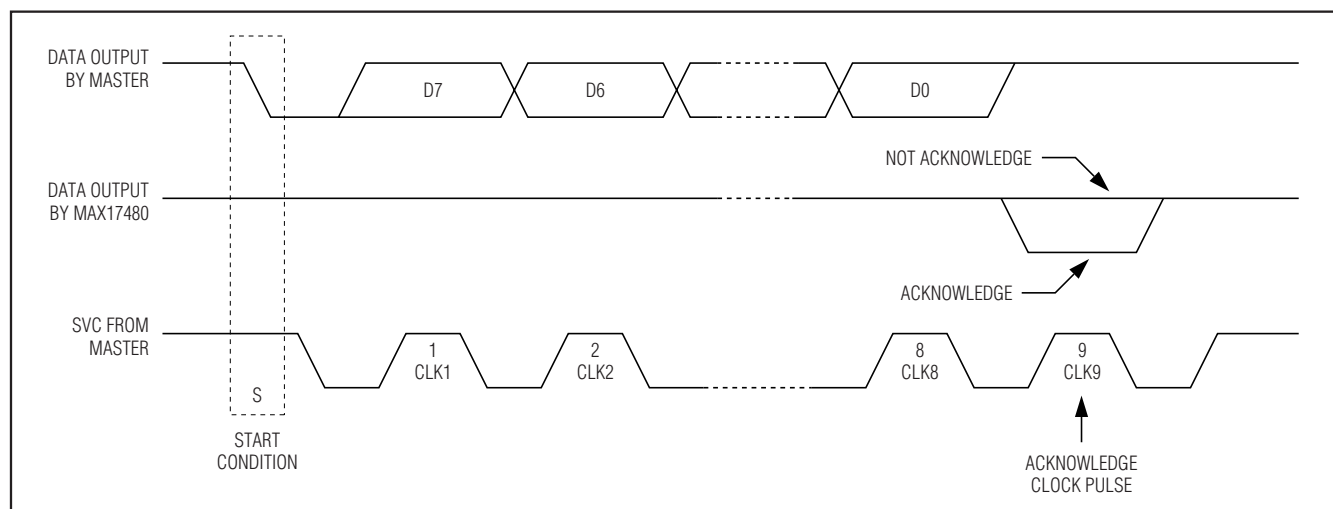 DATA OUTPUT
BY MASTER
D7
D6
D0
NOT ACKNOWLEDGE
DATA OUTPUT
BY MAX17480
ACKNOWLEDGE
SVC FROM
MASTER
1
CLK1
2
CLK2
8
CLK8
9
CLK9
S
START
CONDITION
ACKNOWLEDGE
CLOCK PULSE